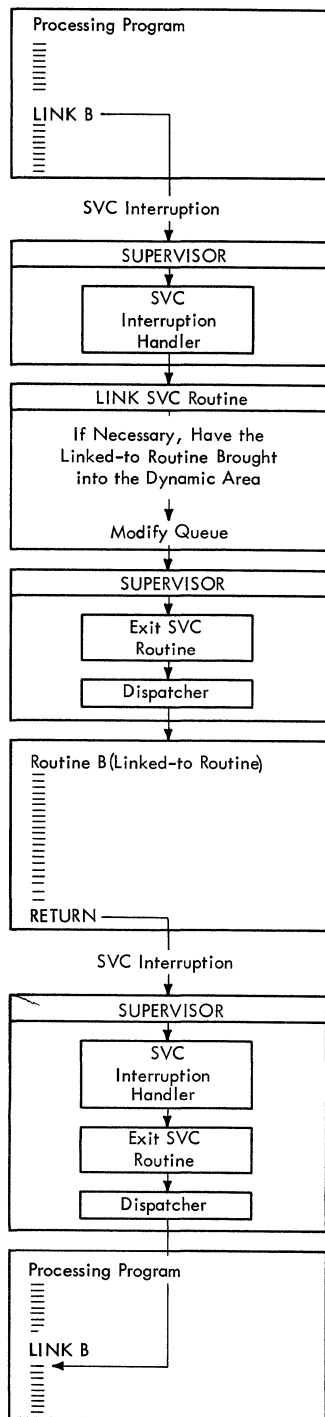 Processing Program
LINK B
SVC Interruption
SUPERVISOR
SVC
Interruption
Handler
LINK SVC Routine
If Necessary, Have the
Linked-to Routine Brought
into the Dynamic Area
Modify Queue
SUPERVISOR
Exit SVC
Routine
Dispatcher
Routine B (Linked-to Routine)
RETURN
SVC Interruption
SUPERVISOR
SVC
Interruption
Handler
Exit SVC
Routine
Dispatcher
Processing Program
LINK B